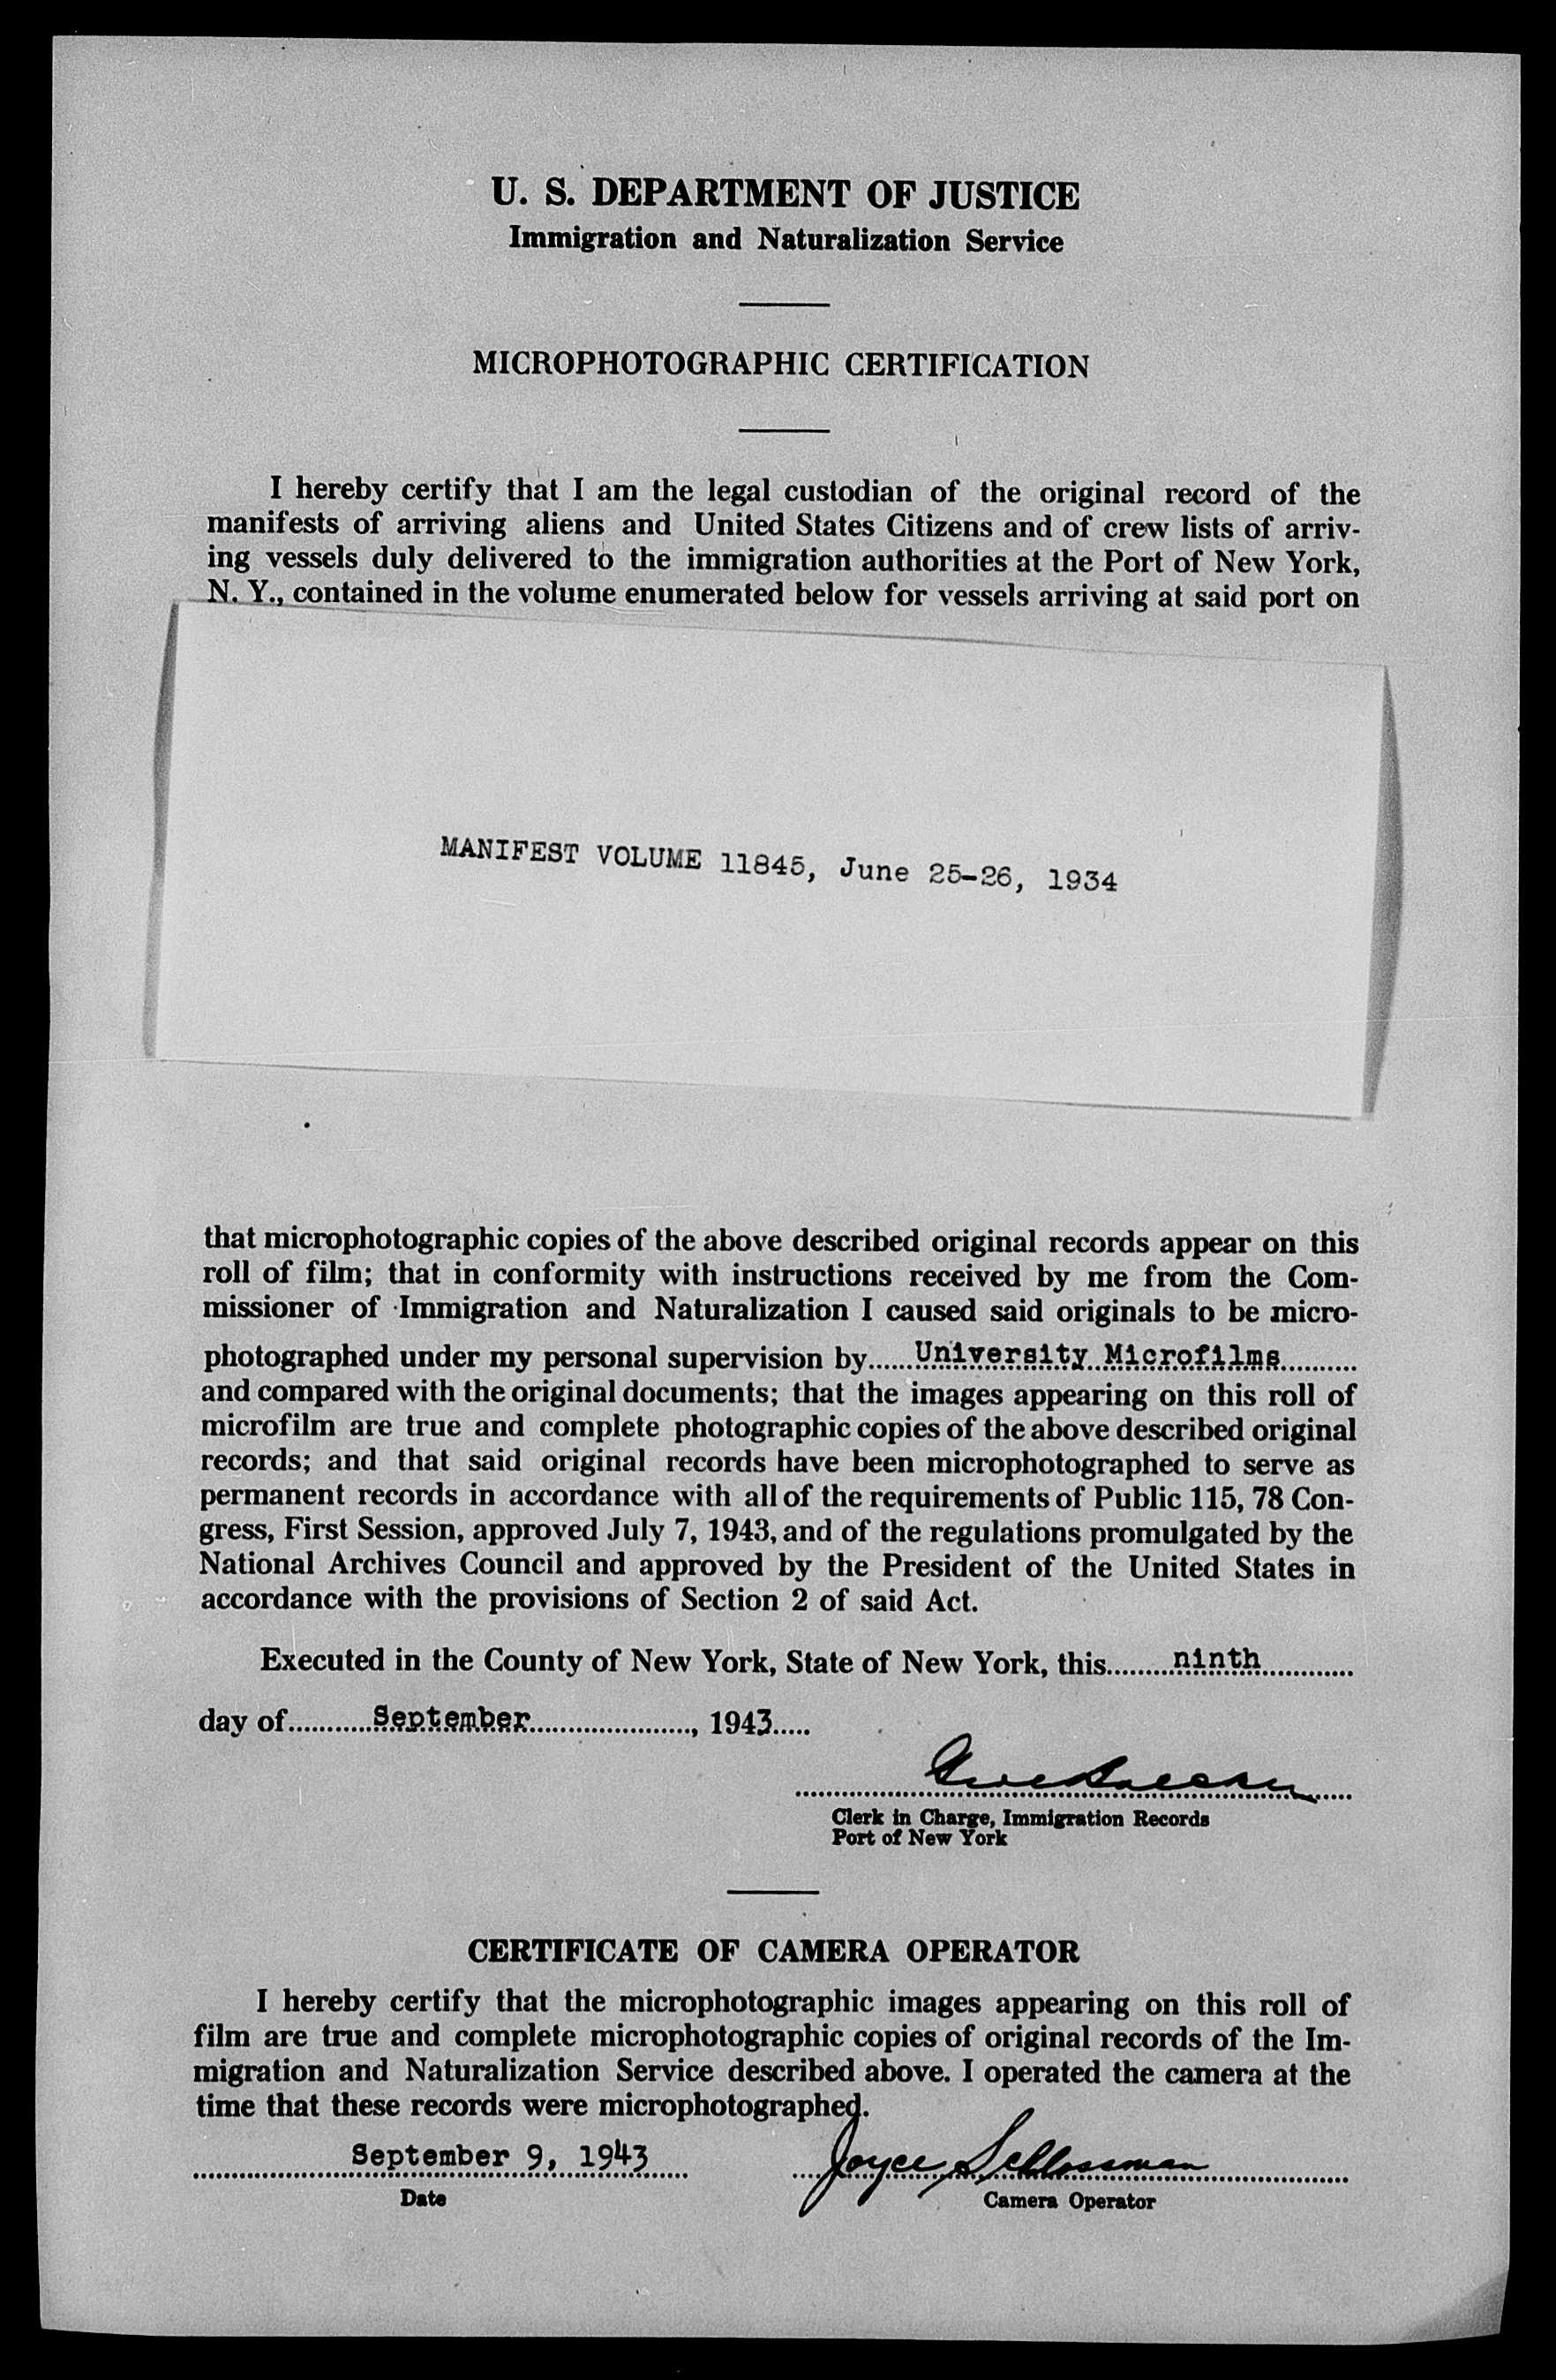 U. S. DEPARTMENT OF JUSTICE
Immigration and Naturalization Service
MICROPHOTOGRAPHIC CERTIFICATION
I hereby certify that I am the legal custodian of the original record of the
manifests of arriving aliens and United States Citizens and of crew lists of arriv-
ing vessels duly delivered to the immigration authorities at the Port of New York,
N. Y., contained in the volume enumerated below for vessels arriving at said port on
MANIFEST VOLUME 11845, June 25-26, 1934
that microphotographic copies of the above described original records appear on this
roll of film; that in conformity with instructions received by me from the Com-
missioner of Immigration and Naturalization I caused said originals to be micro-
photographed under my personal supervision by......University Microfilms..........
and compared with the original documents; that the images appearing on this roll of
microfilm are true and complete photographic copies of the above described original
records; and that said original records have been microphotographed to serve as
permanent records in accordance with all of the requirements of Public 115, 78 Con-
gress, First Session, approved July 7, 1943, and of the regulations promulgated by the
National Archives Council and approved by the President of the United States in
accordance with the provisions of Section 2 of said Act.
Executed in the County of New York, State of New York, this.........ninth............
day of...........September....................., 1943.....
Clerk in Charge, Immigration Records
Port of New York
CERTIFICATE OF CAMERA OPERATOR
I hereby certify that the microphotographic images appearing on this roll of
film are true and complete microphotographic copies of original records of the Im-
migration and Naturalization Service described above. I operated the camera at the
time that these records were microphotographed.
September 9, 1943 Joyce Schlossman
Date Camera Operator